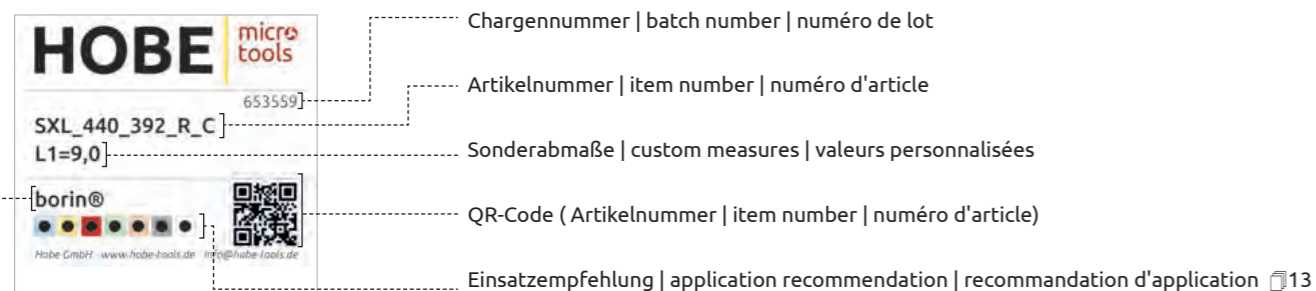 HOBE
micro
tools
653559
SXL_440_392_R_C
L1=9,0
borin®
Hobe GmbH www.hobe-tools.de info@hobe-tools.de
Chargennummer | batch number | numéro de lot
Artikelnummer | item number | numéro d'article
Sonderabmaße | custom measures | valeurs personnalisées
QR-Code ( Artikelnummer | item number | numéro d'article)
Einsatzempfehlung | application recommendation | recommandation d'application 13